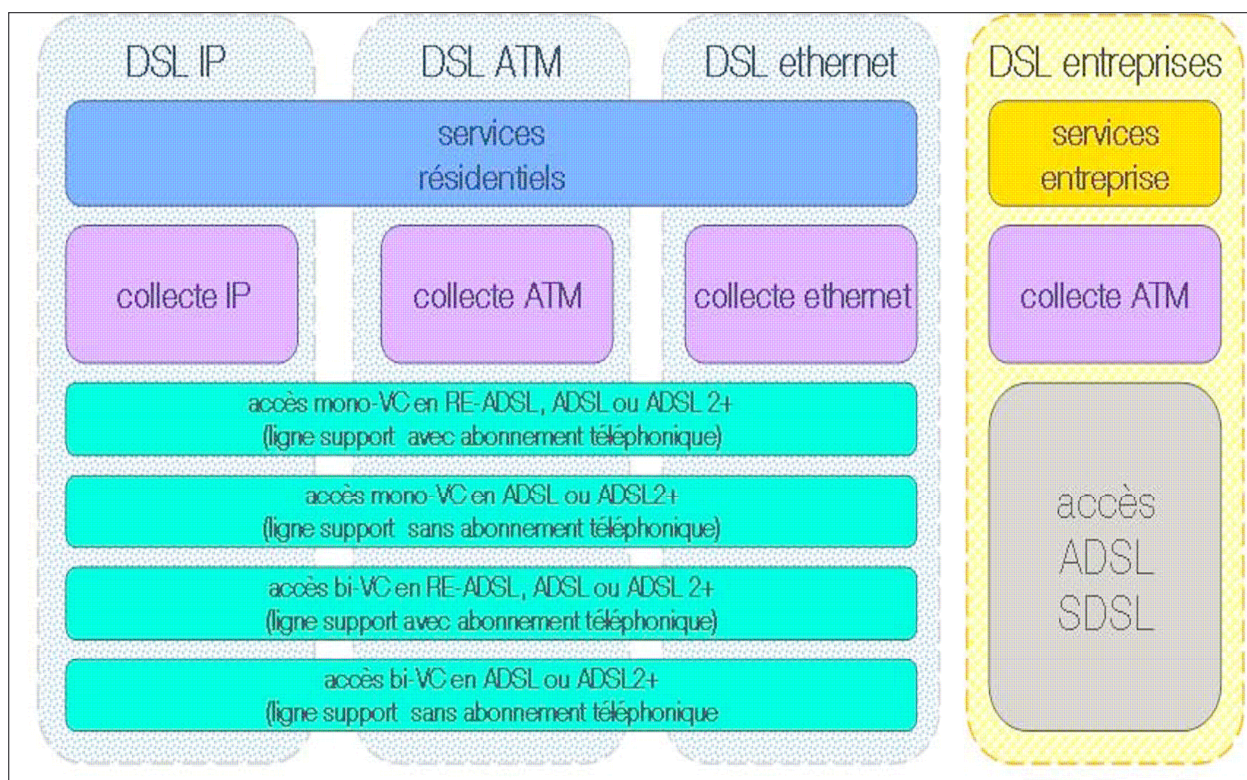 DSL IP
DSL ATM
DSL ethernet
DSL entreprises
services
résidentiels
services
entreprise
collecte IP
collecte ATM
collecte ethernet
collecte ATM
accès mono-VC en RE-ADSL, ADSL ou ADSL 2+
(ligne support avec abonnement téléphonique)
accès mono-VC en ADSL ou ADSL2+
(ligne support sans abonnement téléphonique)
accès bi-VC en RE-ADSL, ADSL ou ADSL 2+
(ligne support avec abonnement téléphonique)
accès bi-VC en ADSL ou ADSL2+
(ligne support sans abonnement téléphonique
accès
ADSL
SDSL